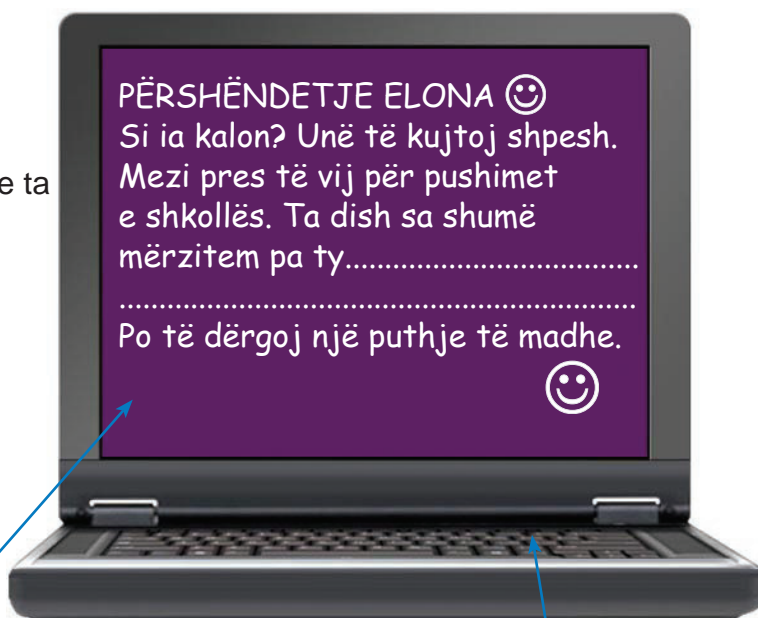 PËRSHËNDETJE ELONA ☺
Si ia kalon? Unë të kujtoj shpesh.
e ta
Mezi pres të vij për pushimet
e shkollës. Ta dish sa shumë
mërzitem pa ty......................................
...................................................................
Po të dërgoj një puthje të madhe.
☺